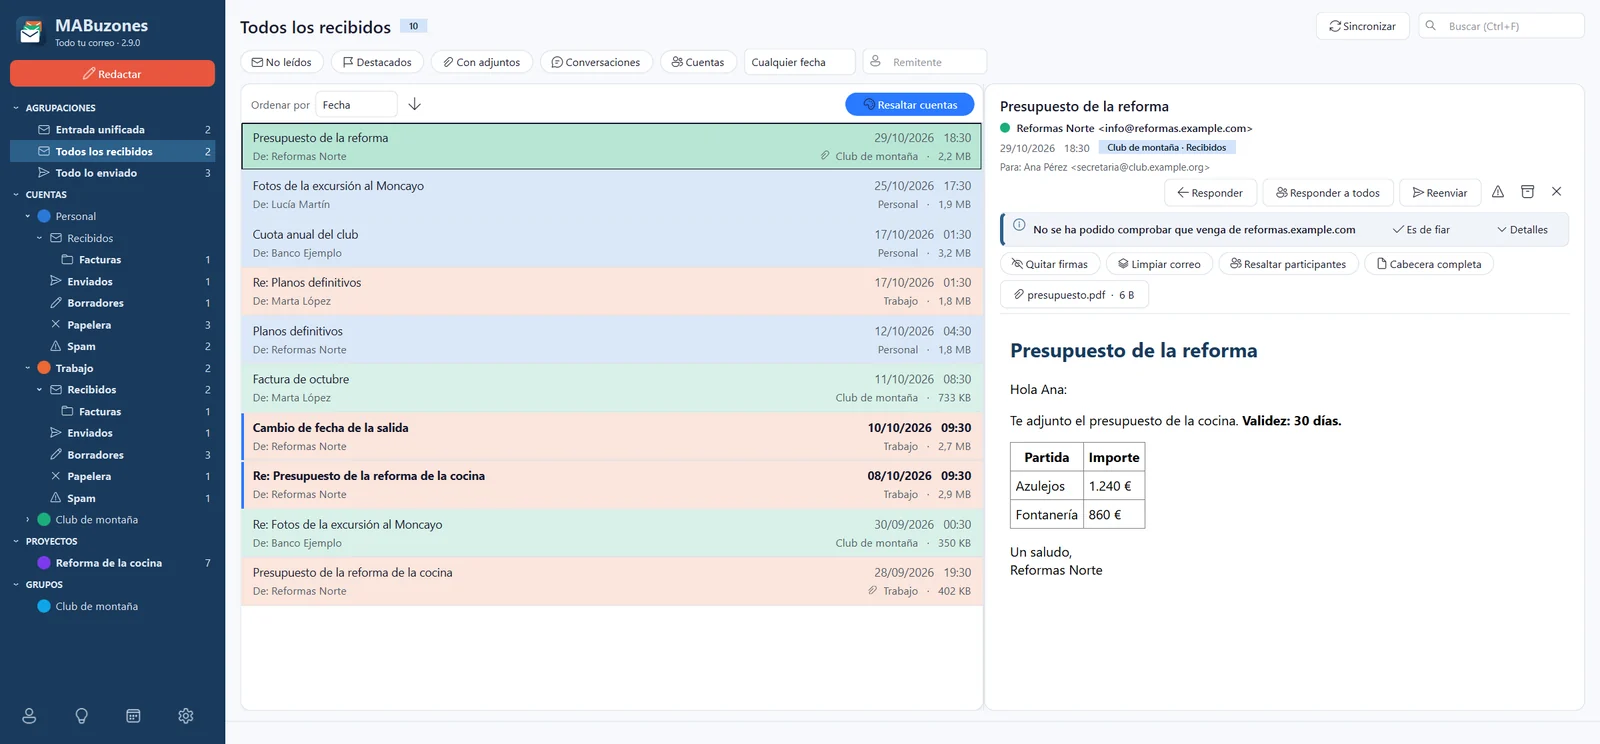 MABuzones
Todo tu correo · 2.9.0
Redactar
AGRUPACIONES
Entrada unificada 2
Todos los recibidos 2
Todo lo enviado 3
CUENTAS
Personal
Recibidos
Facturas 1
Enviados 1
Borradores 1
Papelera 3
Spam 2
Trabajo 2
Recibidos 2
Facturas 1
Enviados 1
Borradores 3
Papelera 1
Spam 1
Club de montaña
PROYECTOS
Reforma de la cocina 7
GRUPOS
Club de montaña
Todos los recibidos 10
Sincronizar
Buscar (Ctrl+F)
No leídos
Destacados
Con adjuntos
Conversaciones
Cuentas
Cualquier fecha
Remitente
Ordenar por Fecha
Resaltar cuentas
Presupuesto de la reforma 29/10/2026 18:30
De: Reformas Norte Club de montaña · 2,2 MB
Fotos de la excursión al Moncayo 25/10/2026 17:30
De: Lucía Martín Personal · 1,9 MB
Cuota anual del club 17/10/2026 01:30
De: Banco Ejemplo Personal · 3,2 MB
Re: Planos definitivos 17/10/2026 01:30
De: Marta López Trabajo · 1,8 MB
Planos definitivos 12/10/2026 04:30
De: Reformas Norte Personal · 1,8 MB
Factura de octubre 11/10/2026 08:30
De: Marta López Club de montaña · 733 KB
Cambio de fecha de la salida 10/10/2026 09:30
De: Reformas Norte Trabajo · 2,7 MB
Re: Presupuesto de la reforma de la cocina 08/10/2026 09:30
De: Reformas Norte Trabajo · 2,9 MB
Re: Fotos de la excursión al Moncayo 30/09/2026 00:30
De: Banco Ejemplo Club de montaña · 350 KB
Presupuesto de la reforma de la cocina 28/09/2026 19:30
De: Reformas Norte Trabajo · 402 KB
Presupuesto de la reforma
Reformas Norte <info@reformas.example.com>
29/10/2026 18:30 Club de montaña · Recibidos
Para: Ana Pérez <secretaria@club.example.org>
Responder
Responder a todos
Reenviar
No se ha podido comprobar que venga de reformas.example.com
Es de fiar
Detalles
Quitar firmas
Limpiar correo
Resaltar participantes
Cabecera completa
presupuesto.pdf · 6 B
Presupuesto de la reforma
Hola Ana:
Te adjunto el presupuesto de la cocina. Validez: 30 días.
Partida Importe
Azulejos 1.240 €
Fontanería 860 €
Un saludo,
Reformas Norte